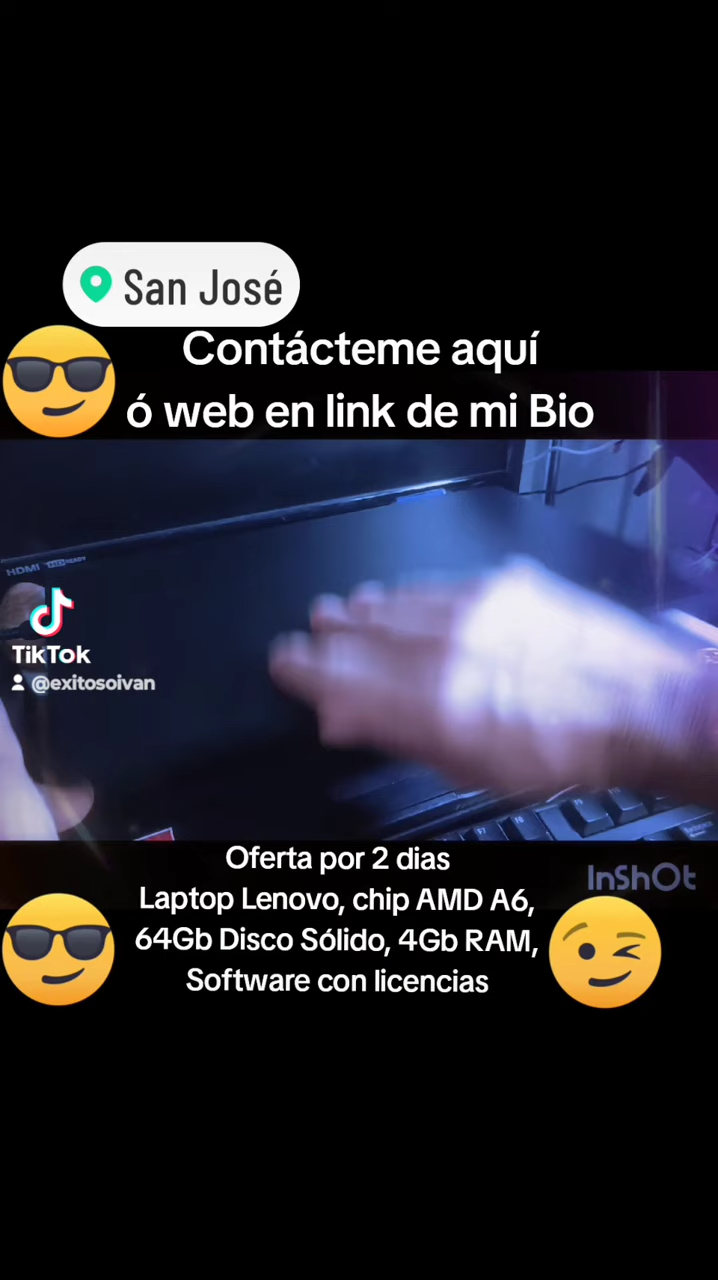 San José
Contácteme aquí
ó web en link de mi Bio
HDMI
TikTok
@exitosoivan
Oferta por 2 dias
InShOt
Laptop Lenovo, chip AMD A6,
64Gb Disco Sólido, 4Gb RAM,
Software con licencias